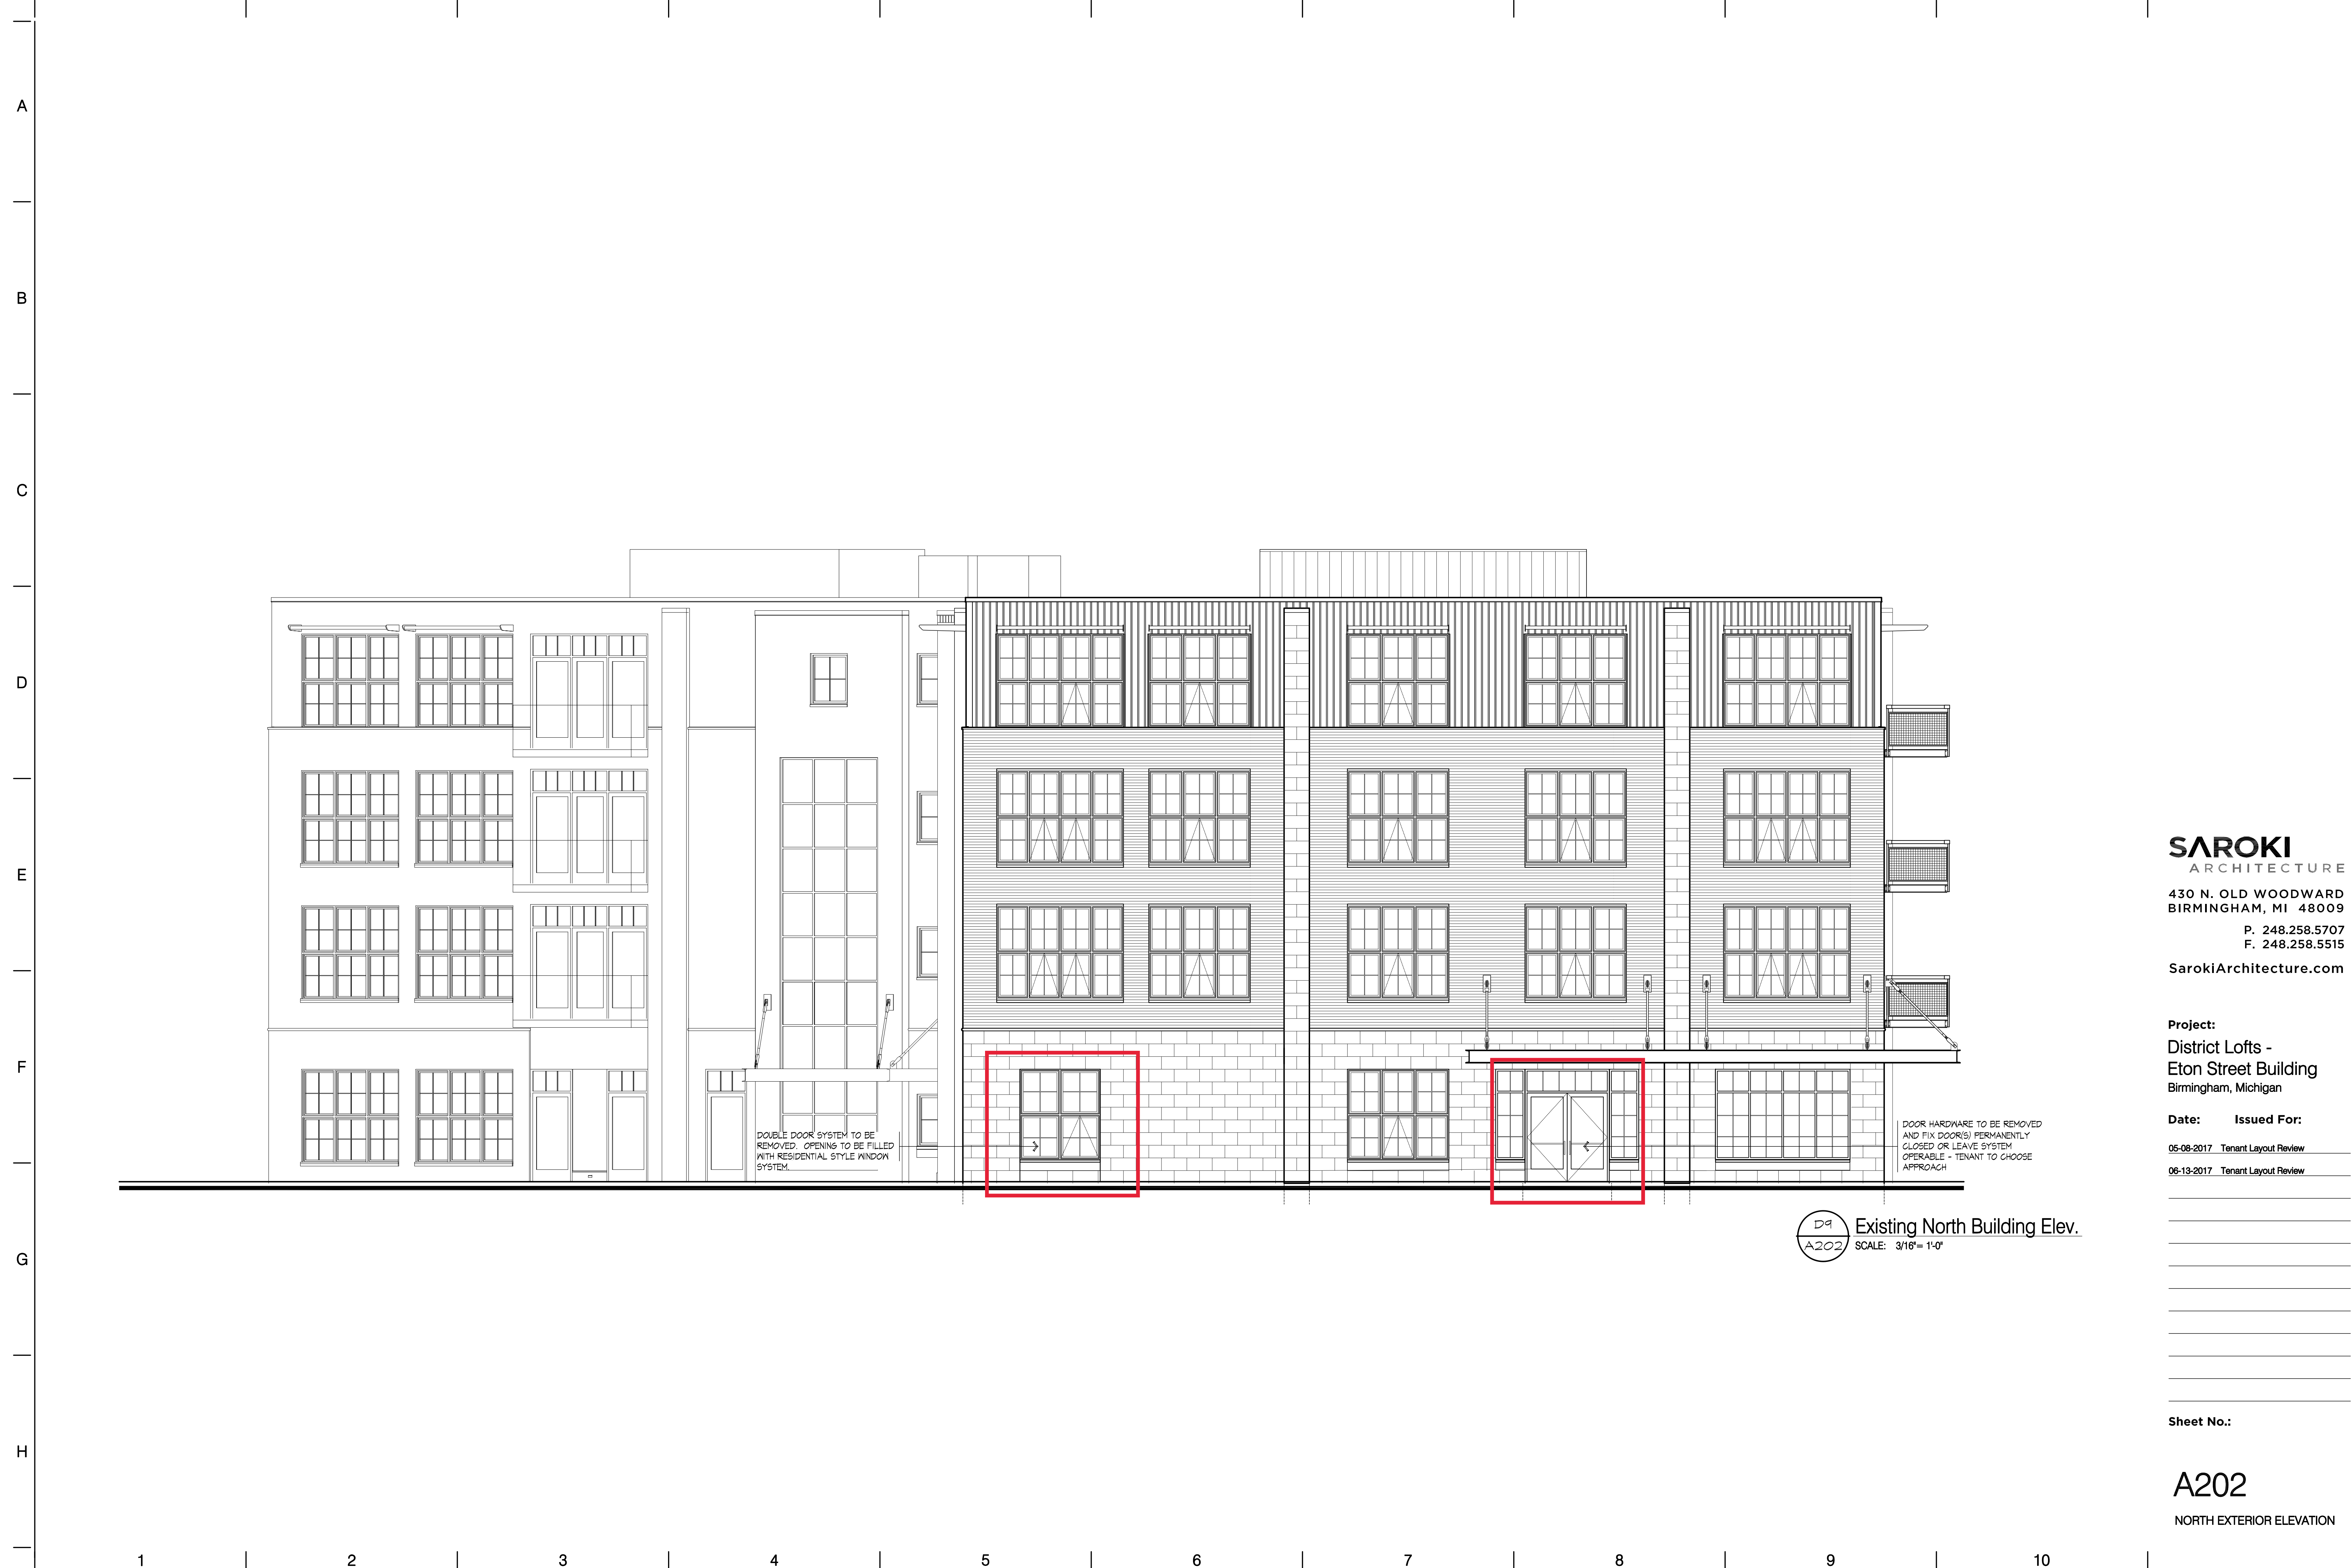 A
B
C
D
E
F
G
H
DOUBLE DOOR SYSTEM TO BE
REMOVED. OPENING TO BE FILLED
WITH RESIDENTIAL STYLE WINDOW
SYSTEM.
DOOR HARDWARE TO BE REMOVED
AND FIX DOOR(S) PERMANENTLY
CLOSED OR LEAVE SYSTEM
OPERABLE - TENANT TO CHOOSE
APPROACH
D9
A202
Existing North Building Elev.
SCALE: 3/16"= 1'-0"
SAROKI
ARCHITECTURE
430 N. OLD WOODWARD
BIRMINGHAM, MI 48009
P. 248.258.5707
F. 248.258.5515
SarokiArchitecture.com
Project:
District Lofts -
Eton Street Building
Birmingham, Michigan
Date: Issued For:
05-08-2017 Tenant Layout Review
06-13-2017 Tenant Layout Review
Sheet No.:
A202
NORTH EXTERIOR ELEVATION
1 2 3 4 5 6 7 8 9 10